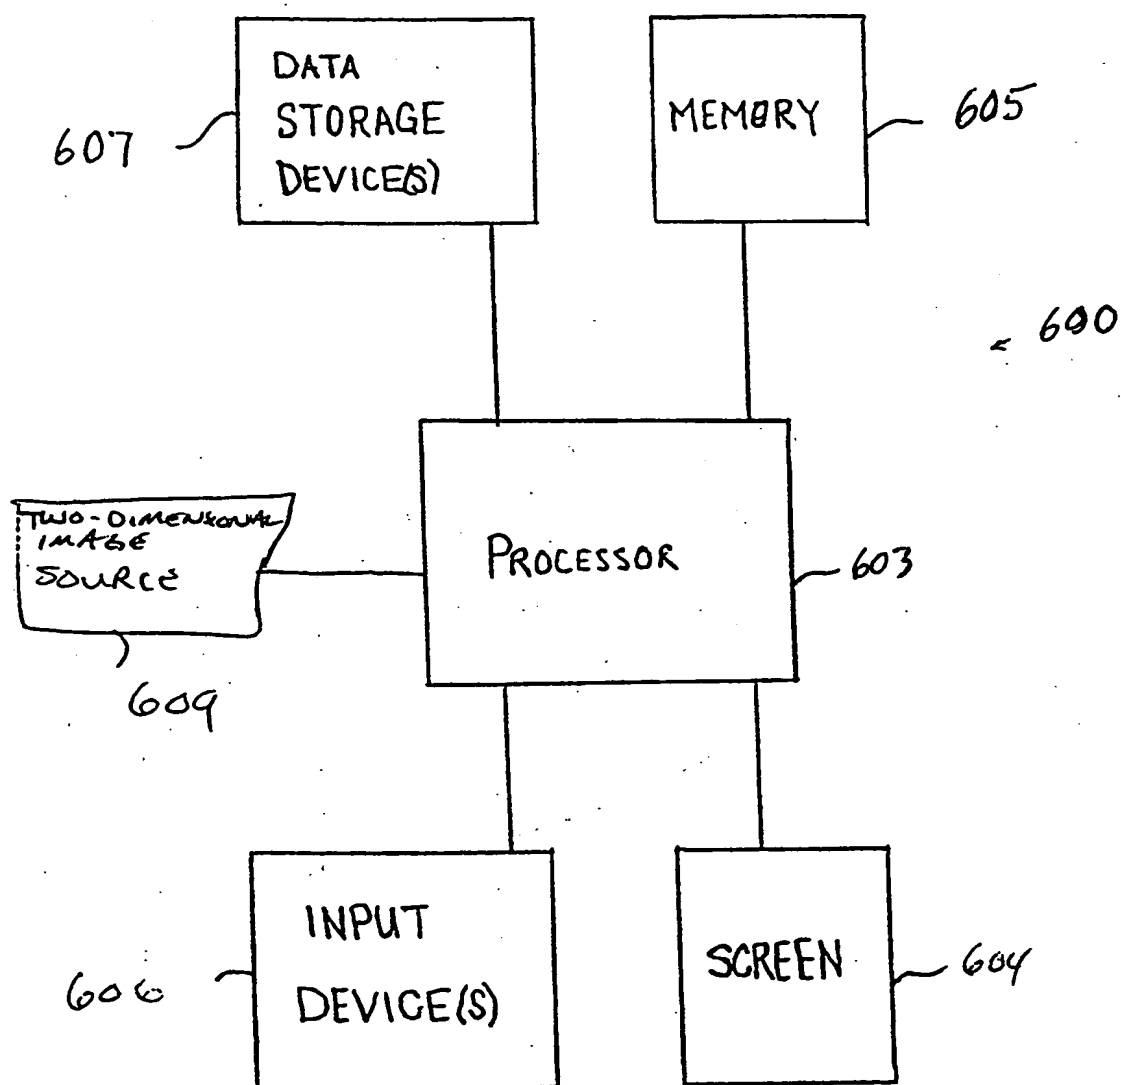 DATA
STORAGE
DEVICE(S)
607
MEMORY
605
600
TWO-DIMENSIONAL
IMAGE
SOURCE
609
PROCESSOR
603
INPUT
DEVICE(S)
606
SCREEN
604